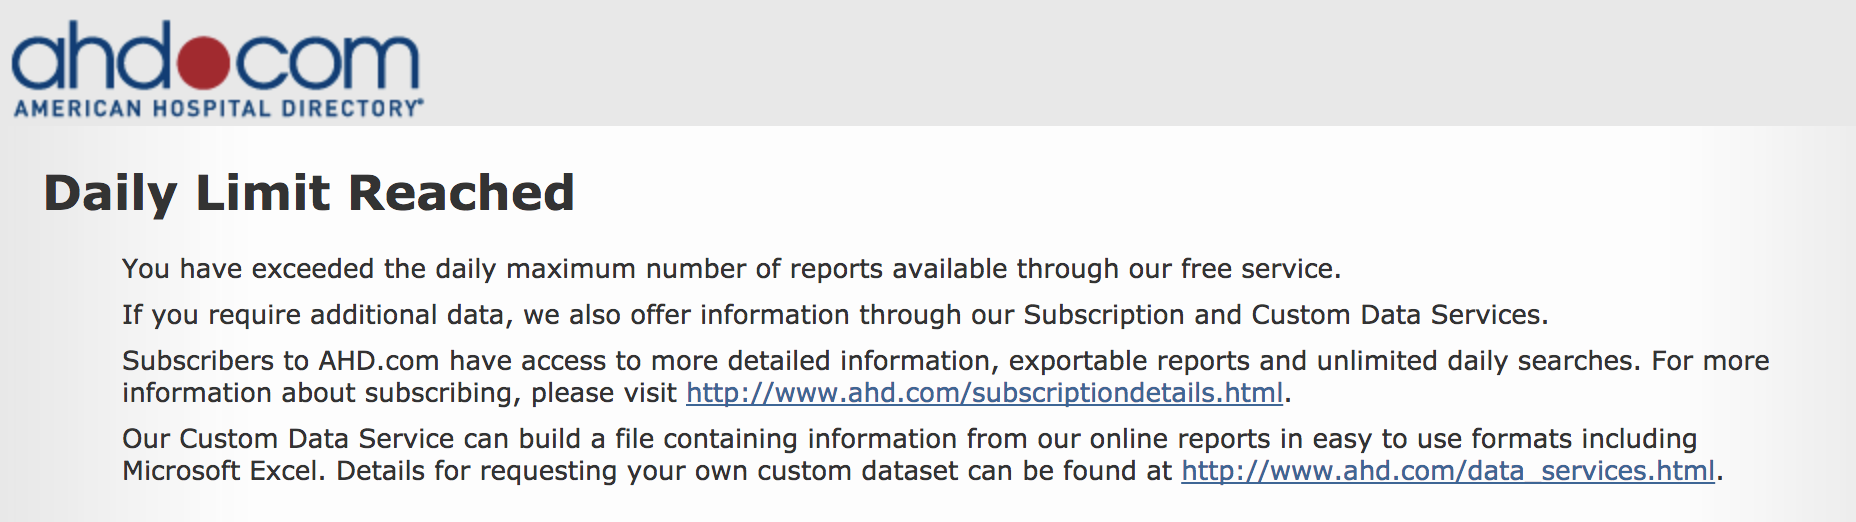 ahd.com
AMERICAN HOSPITAL DIRECTORY®
Daily Limit Reached
You have exceeded the daily maximum number of reports available through our free service.
If you require additional data, we also offer information through our Subscription and Custom Data Services.
Subscribers to AHD.com have access to more detailed information, exportable reports and unlimited daily searches. For more
information about subscribing, please visit http://www.ahd.com/subscriptiondetails.html.
Our Custom Data Service can build a file containing information from our online reports in easy to use formats including
Microsoft Excel. Details for requesting your own custom dataset can be found at http://www.ahd.com/data_services.html.